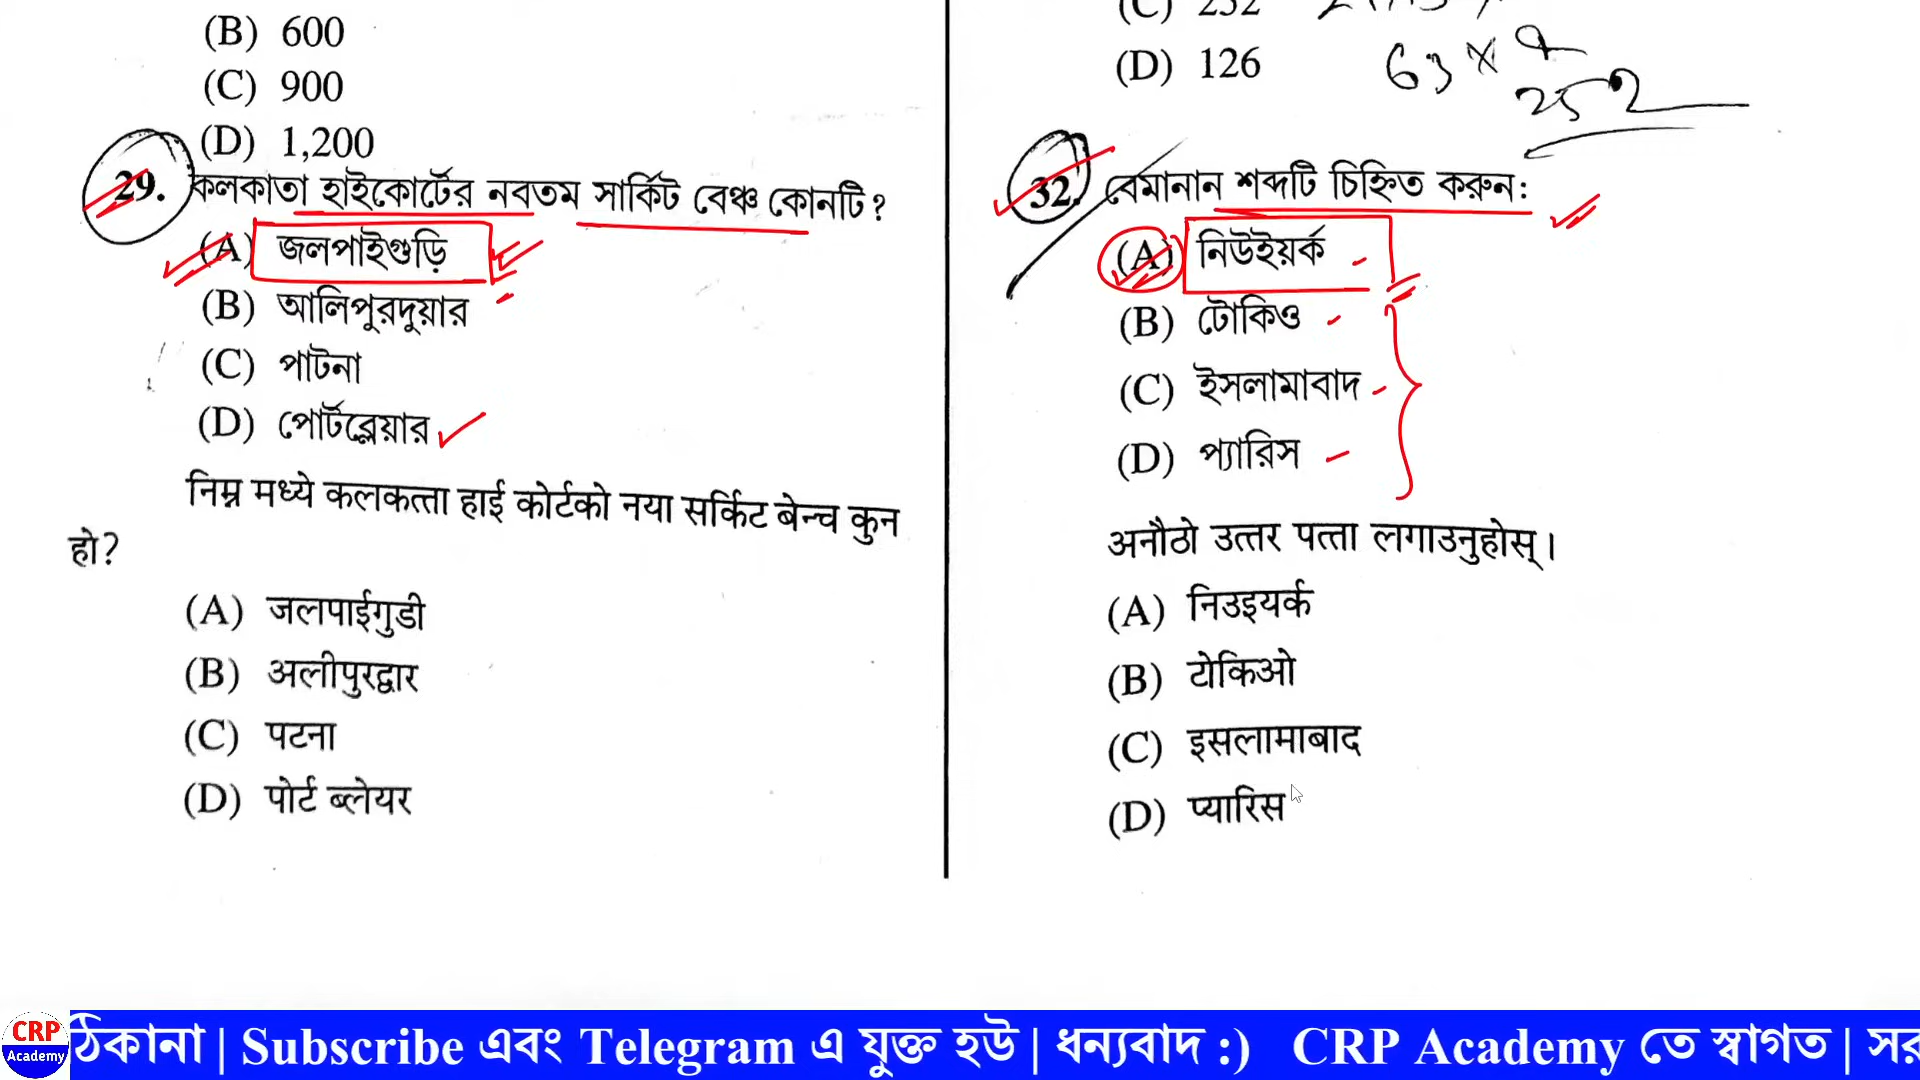 (B) 600
(C) 900
(D) 1,200
29. কলকাতা হাইকোর্টের নবতম সার্কিট বেঞ্চ কোনটি?
(A) জলপাইগুড়ি
(B) আলিপুরদুয়ার
(C) পাটনা
(D) পোর্টব্লেয়ার
निम्न मध्ये कलकत्ता हाई कोर्टको नया सर्किट बेन्च कुन
हो?
(A) जलपाईगुडी
(B) अलीपुरद्वार
(C) पटना
(D) पोर्ट ब्लेयर
(C) 252
(D) 126
63 x
252
32. বেমানান শব্দটি চিহ্নিত করুন:
(A) নিউইয়র্ক
(B) টোকিও
(C) ইসলামাবাদ
(D) প্যারিস
अनौठो उत्तर पत्ता लगाउनुहोस्।
(A) निउइयर्क
(B) टोकिओ
(C) इसलामाबाद
(D) प्यारिस
CRP
Academy
ঠিকানা | Subscribe এবং Telegram এ যুক্ত হউ | ধন্যবাদ :) CRP Academy তে স্বাগত | সর